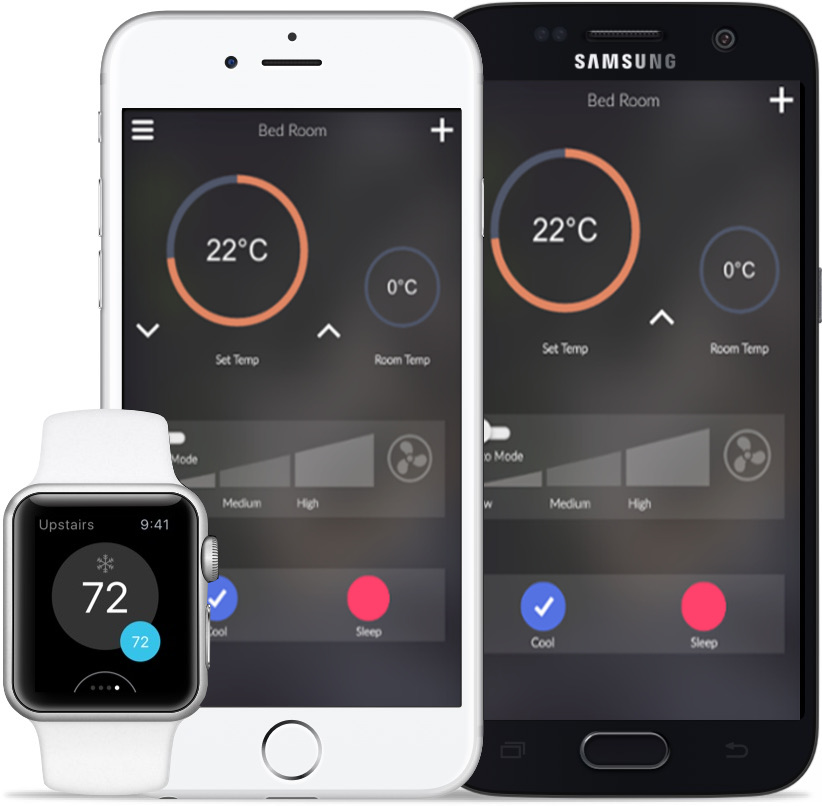 SAMSUNG
Bed Room
22°C
0°C
Set Temp
Room Temp
Mode
Medium
High
ool
Sleep
Bed Room
22°C
0°C
Set Temp
Room Temp
o Mode
w
Medium
High
Cool
Sleep
Upstairs 9:41
72
72